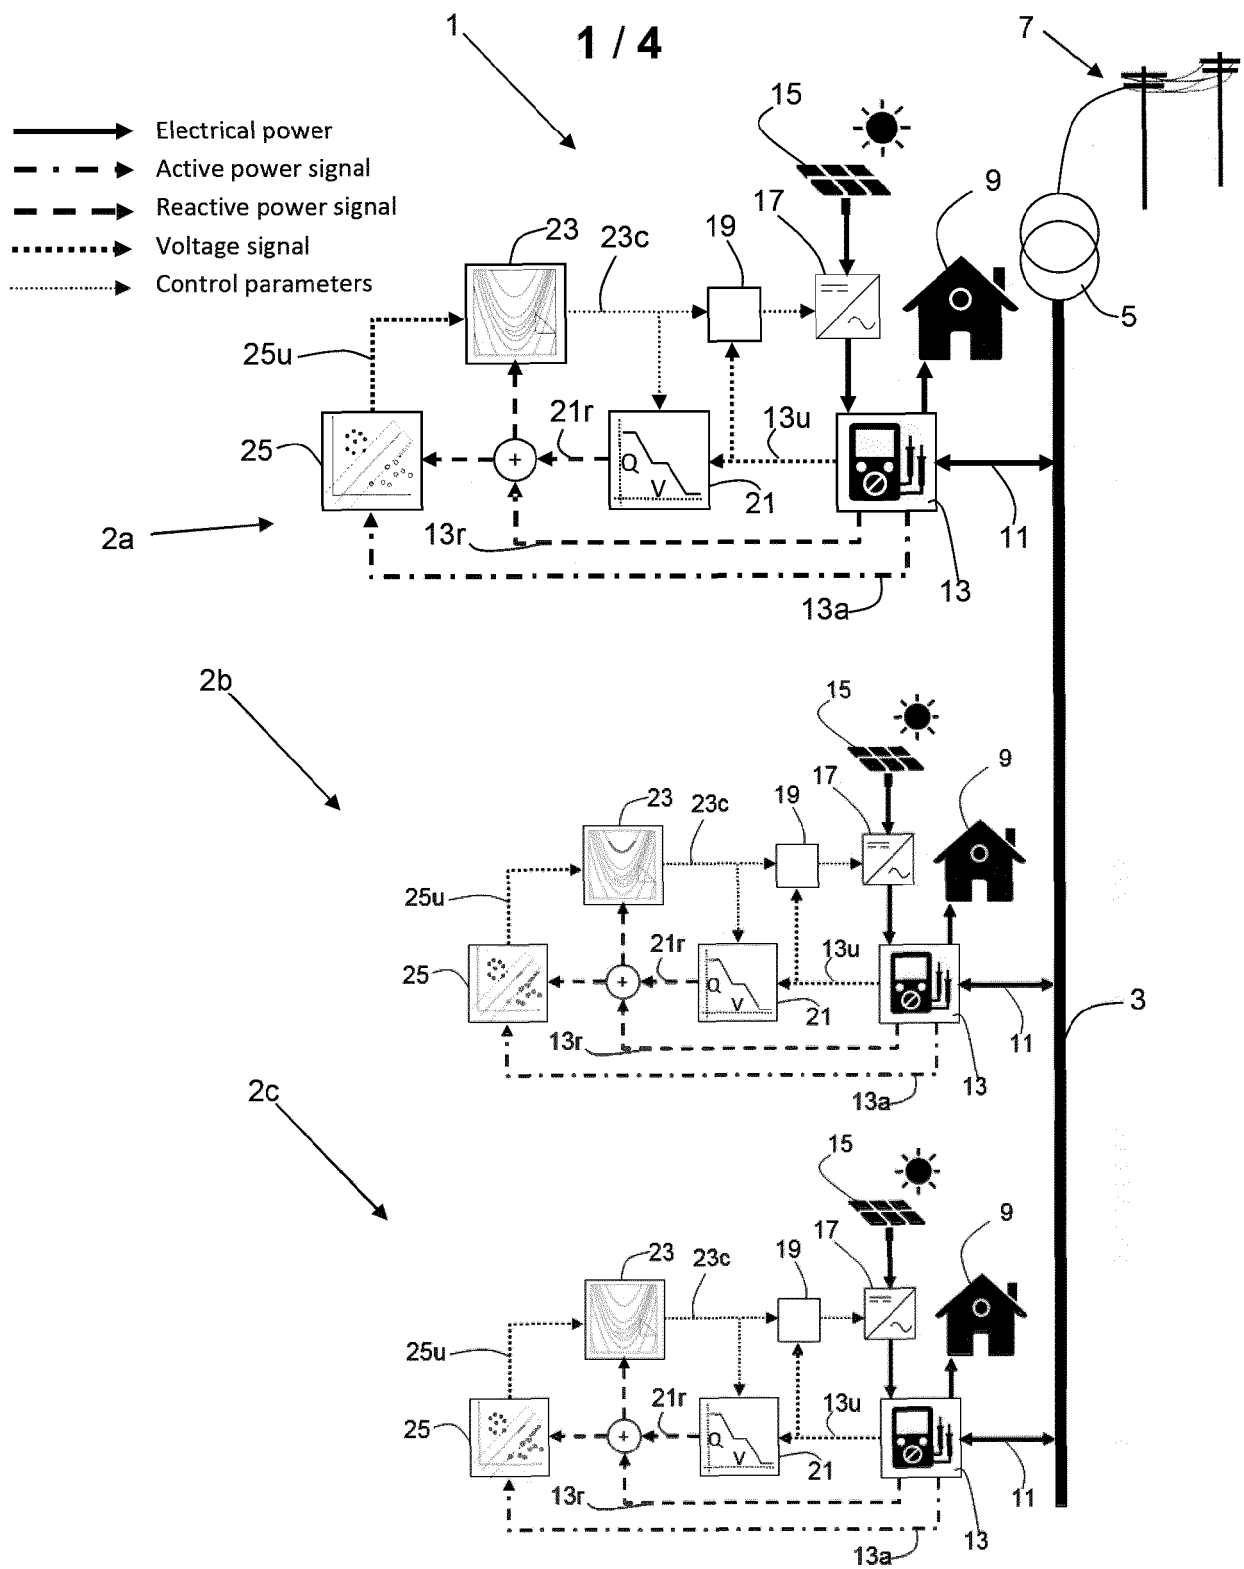 1 / 4
1
7
15
Electrical power
Active power signal
Reactive power signal
Voltage signal
Control parameters
9
17
23
23c
19
5
25u
21r
13u
25
Q
V
21
2a
13r
11
13
13a
2b
15
9
17
23
23c
19
25u
21r
13u
25
Q
V
21
3
13r
11
13
13a
2c
15
9
17
23
23c
19
25u
21r
13u
25
Q
V
21
13r
11
13
13a